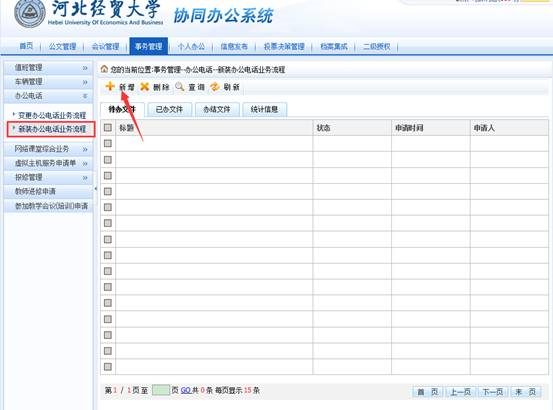 河北经贸大学 协同办公系统
Hebei University of Economics And Business
首页 公文管理 会议管理 事务管理 个人办公 信息发布 投票决策管理 档案集成 二级授权
值班管理
车辆管理
办公电话
变更办公电话业务流程
新装办公电话业务流程
网络课堂综合业务
虚拟主机服务申请单
报修管理
教师进修申请
参加教学会议(培训)申请
您的当前位置:事务管理--办公电话--新装办公电话业务流程
新增 删除 查询 刷新
待办文件 已办文件 办结文件 统计信息
标题 状态 申请时间 申请人
第1 / 1页至 页 GO 共0条 每页显示15条
首 页 上一页 下一页 末 页